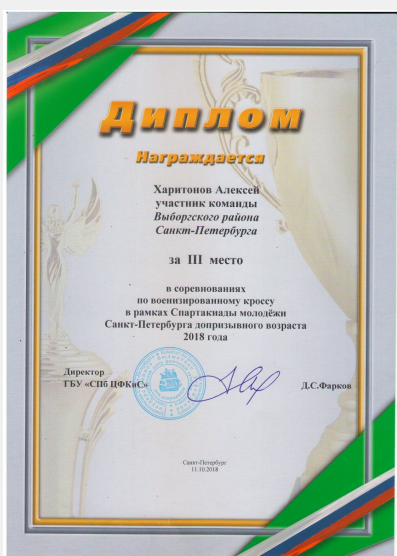 Диплом
Награждается
Харитонов Алексей
участник команды
Выборгского района
Санкт-Петербурга
за III место
в соревнованиях
по военизированному кроссу
в рамках Спартакиады молодёжи
Санкт-Петербурга допризывного возраста
2018 года
Директор
ГБУ «СПб ЦФКиС»
Д.С.Фарков
Санкт-Петербург
11.10.2018